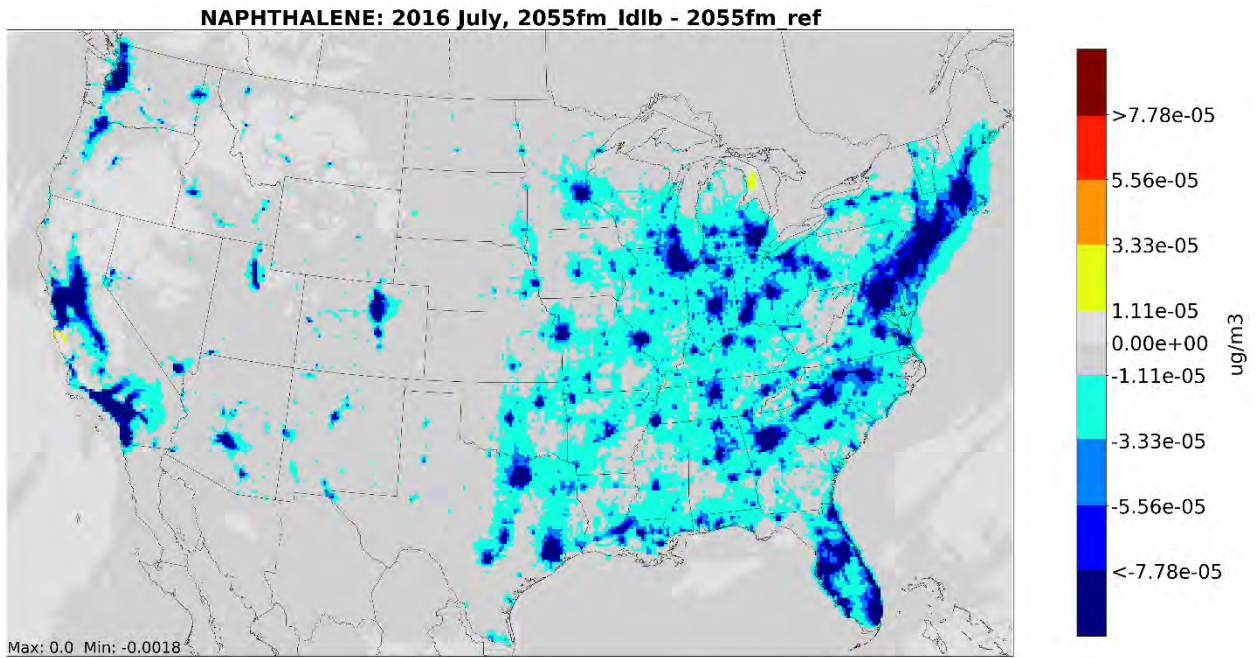 NAPHTHALENE: 2016 July, 2055fm_ldlb - 2055fm_ref
>7.78e-05
5.56e-05
3.33e-05
1.11e-05
0.00e+00
-1.11e-05
-3.33e-05
-5.56e-05
<-7.78e-05
ug/m3
Max: 0.0 Min: -0.0018